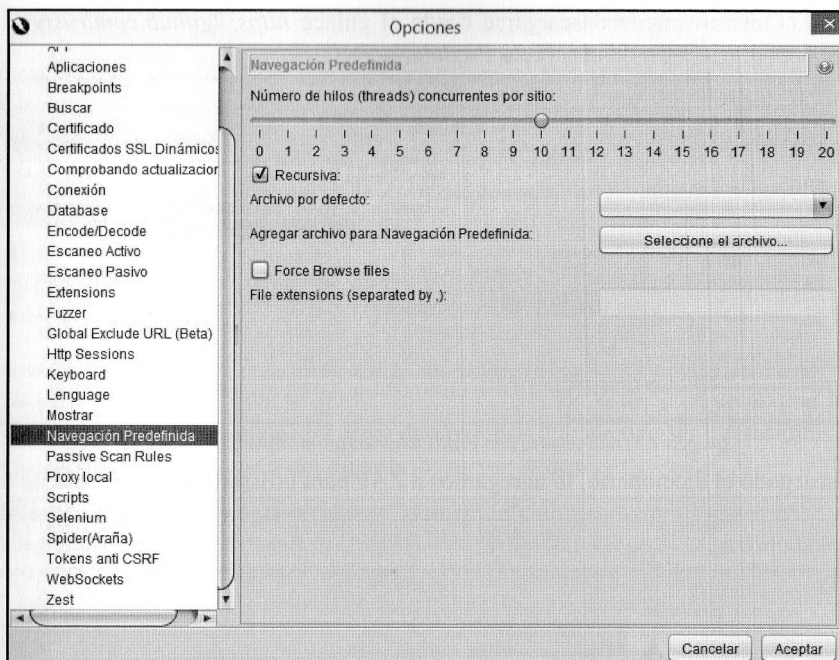 Opciones
API
Aplicaciones
Breakpoints
Buscar
Certificado
Certificados SSL Dinámicos
Comprobando actualizacior
Conexión
Database
Encode/Decode
Escaneo Activo
Escaneo Pasivo
Extensions
Fuzzer
Global Exclude URL (Beta)
Http Sessions
Keyboard
Lenguage
Mostrar
Navegación Predefinida
Passive Scan Rules
Proxy local
Scripts
Selenium
Spider(Araña)
Tokens anti CSRF
WebSockets
Zest
Navegación Predefinida
Número de hilos (threads) concurrentes por sitio:
0 1 2 3 4 5 6 7 8 9 10 11 12 13 14 15 16 17 18 19 20
Recursiva:
Archivo por defecto:
Agregar archivo para Navegación Predefinida:
Seleccione el archivo...
Force Browse files
File extensions (separated by ,):
Cancelar Aceptar